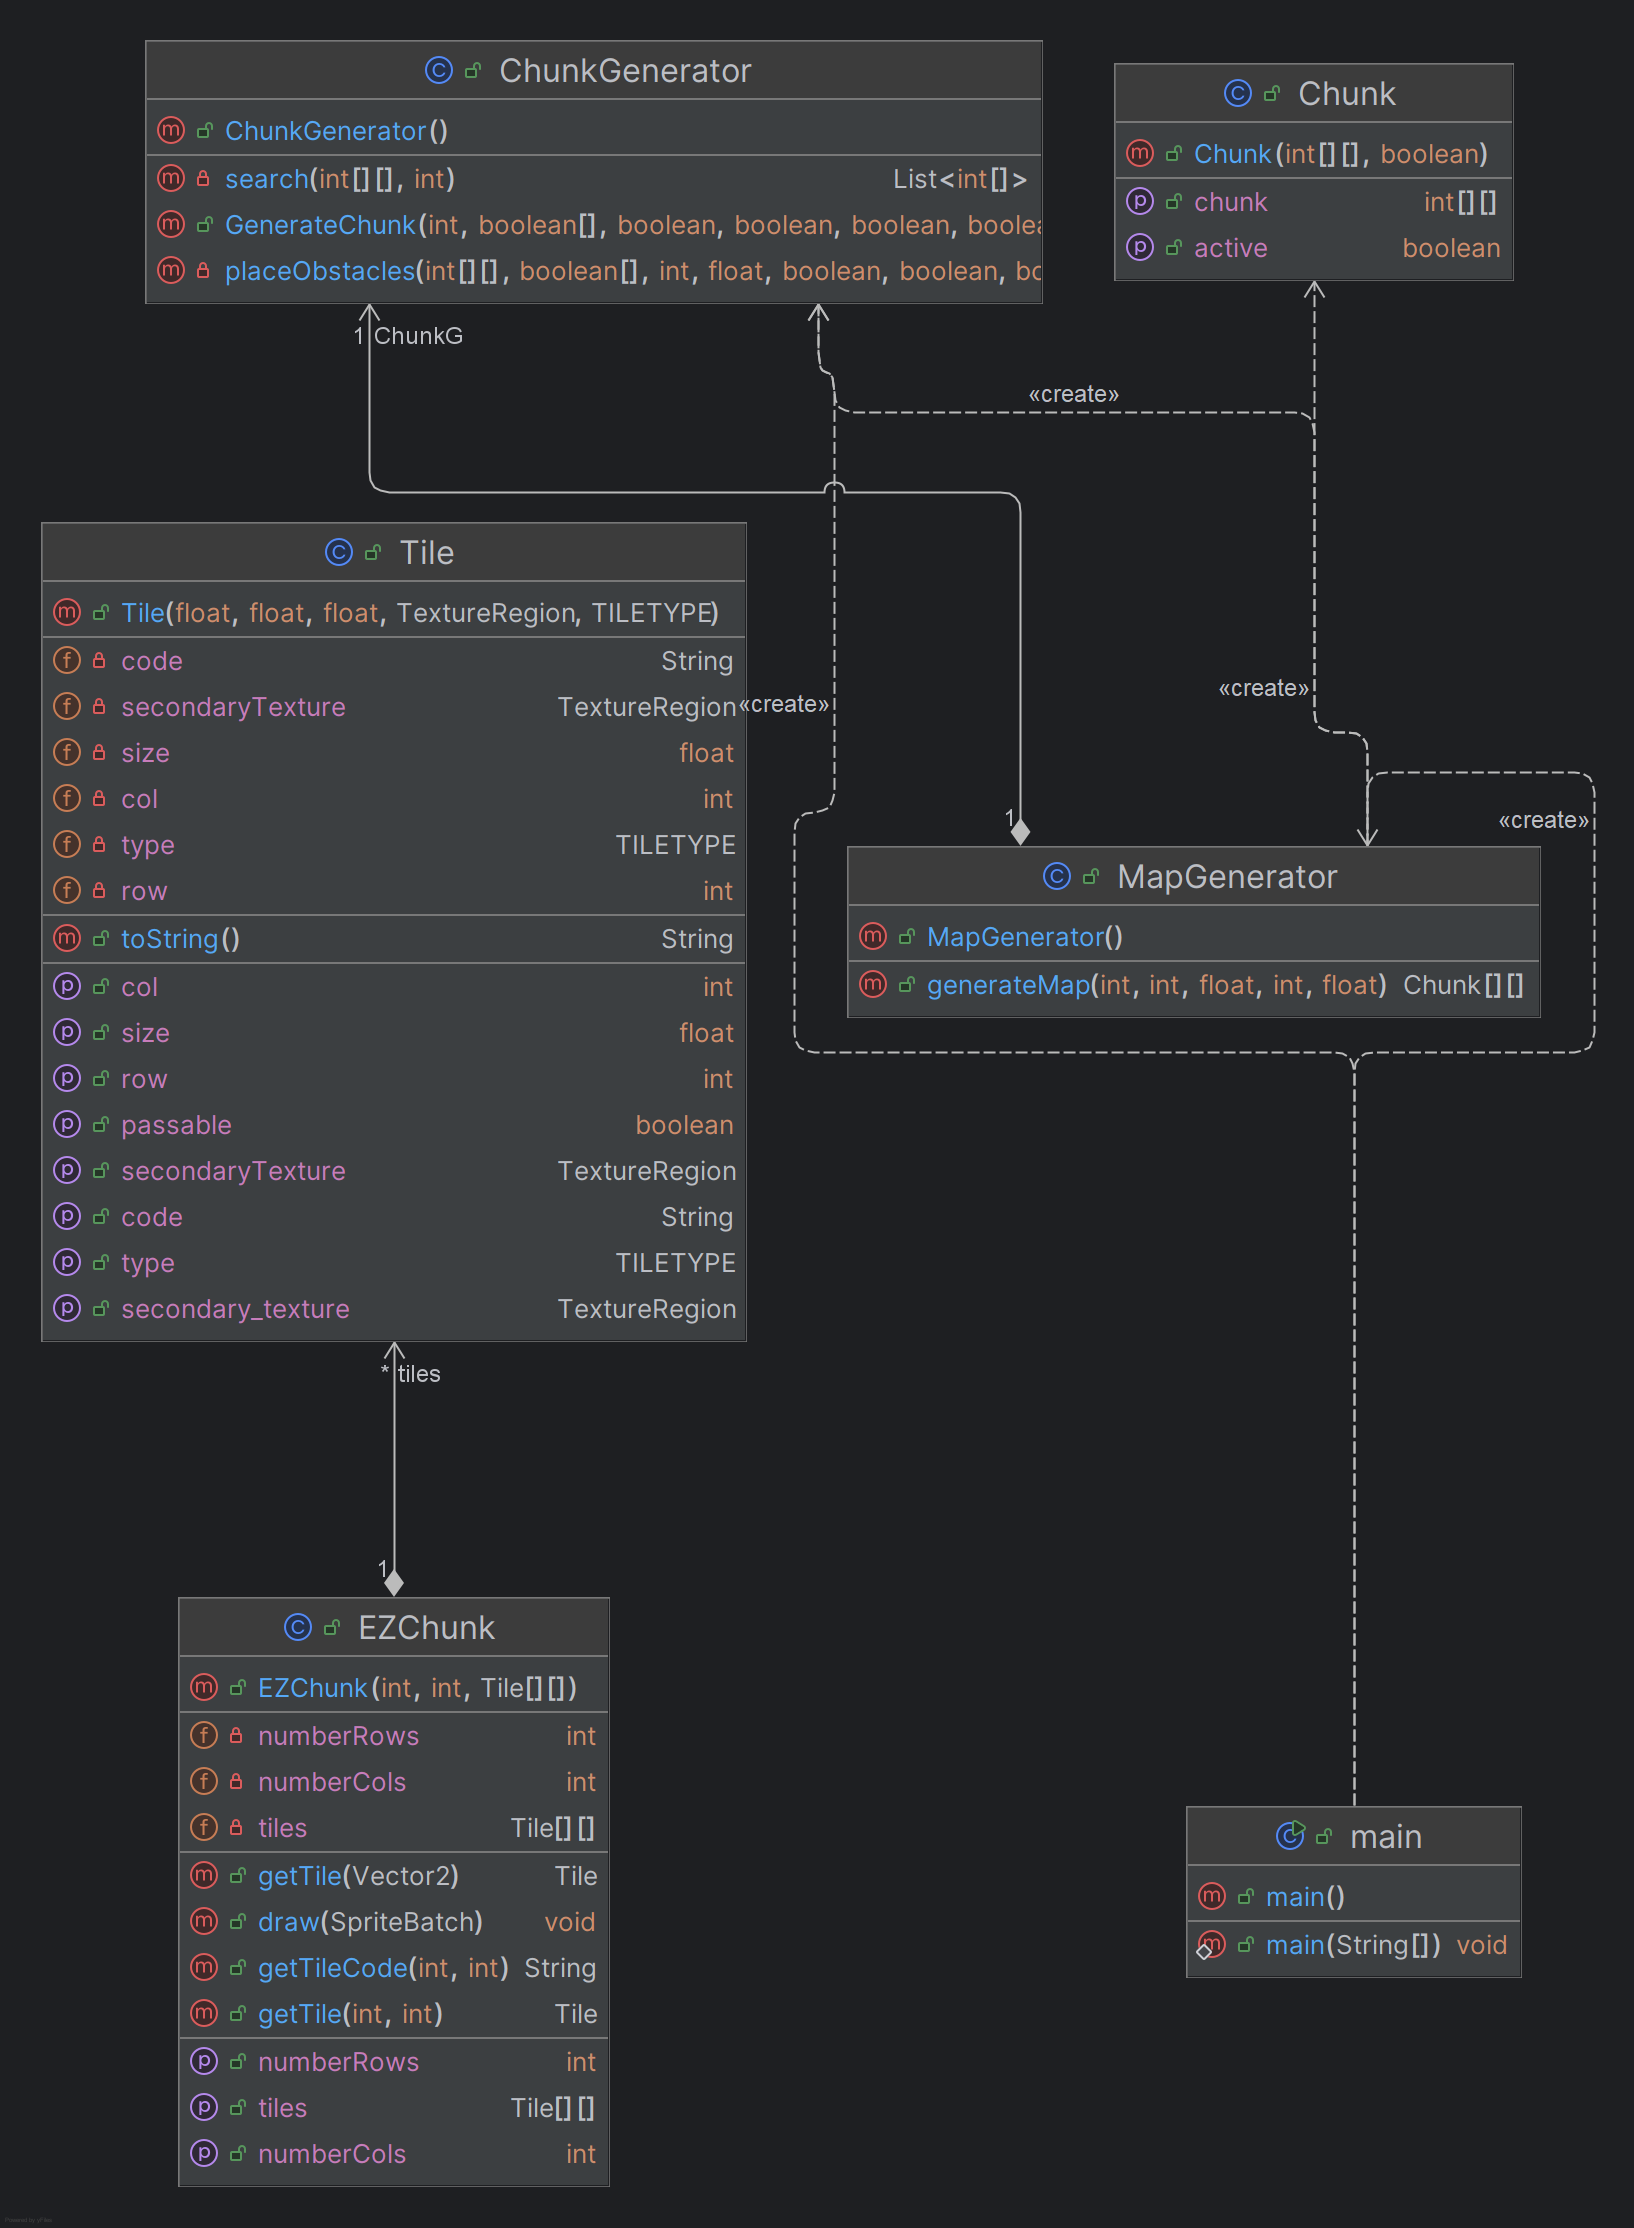 ChunkGenerator
ChunkGenerator()
search(int[][], int) List<int[]>
GenerateChunk(int, boolean[], boolean, boolean, boolean, boolea
placeObstacles(int[][], boolean[], int, float, boolean, boolean, bo
Chunk
Chunk(int[][], boolean)
chunk int[][]
active boolean
1 ChunkG
«create»
Tile
Tile(float, float, float, TextureRegion, TILETYPE)
code String
secondaryTexture TextureRegion
size float
col int
type TILETYPE
row int
toString() String
col int
size float
row int
passable boolean
secondaryTexture TextureRegion
code String
type TILETYPE
secondary_texture TextureRegion
«create»
«create»
«create»
1
MapGenerator
MapGenerator()
generateMap(int, int, float, int, float) Chunk[][]
* tiles
1
EZChunk
EZChunk(int, int, Tile[][])
numberRows int
numberCols int
tiles Tile[][]
getTile(Vector2) Tile
draw(SpriteBatch) void
getTileCode(int, int) String
getTile(int, int) Tile
numberRows int
tiles Tile[][]
numberCols int
main
main()
main(String[]) void
Powered by yFiles